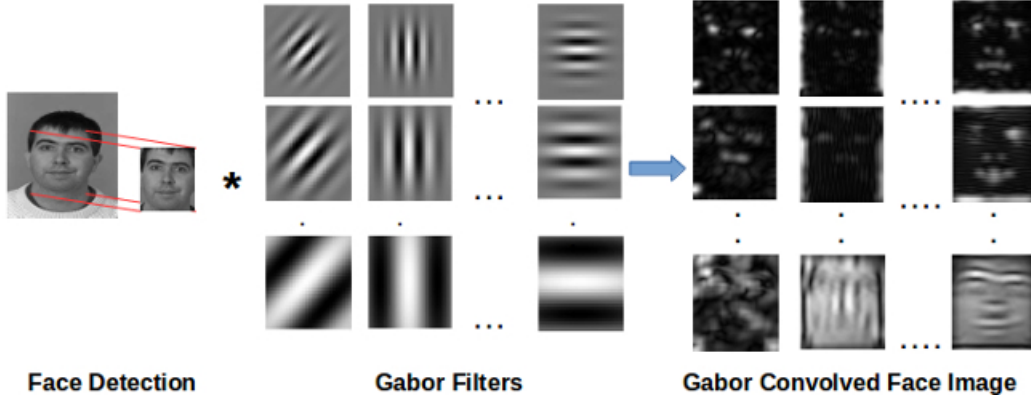 *
...
....
...
....
...
....
Face Detection
Gabor Filters
Gabor Convolved Face Image